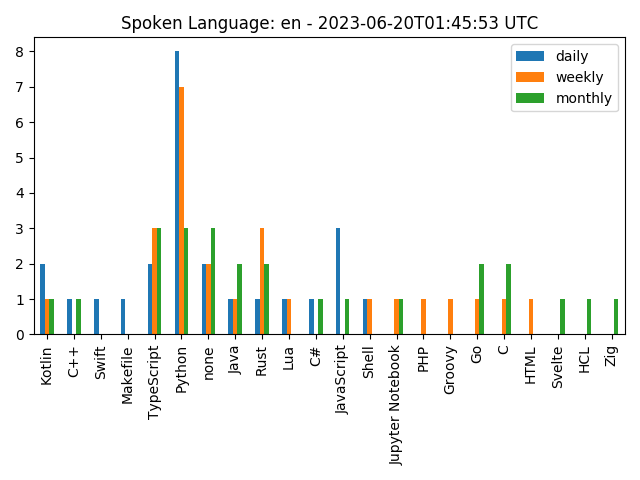 Spoken Language: en - 2023-06-20T01:45:53 UTC
daily
weekly
monthly
8
7
6
5
4
3
2
1
0
Kotlin
C++
Swift
Makefile
TypeScript
Python
none
Java
Rust
Lua
C#
JavaScript
Shell
Jupyter Notebook
PHP
Groovy
Go
C
HTML
Svelte
HCL
Zig